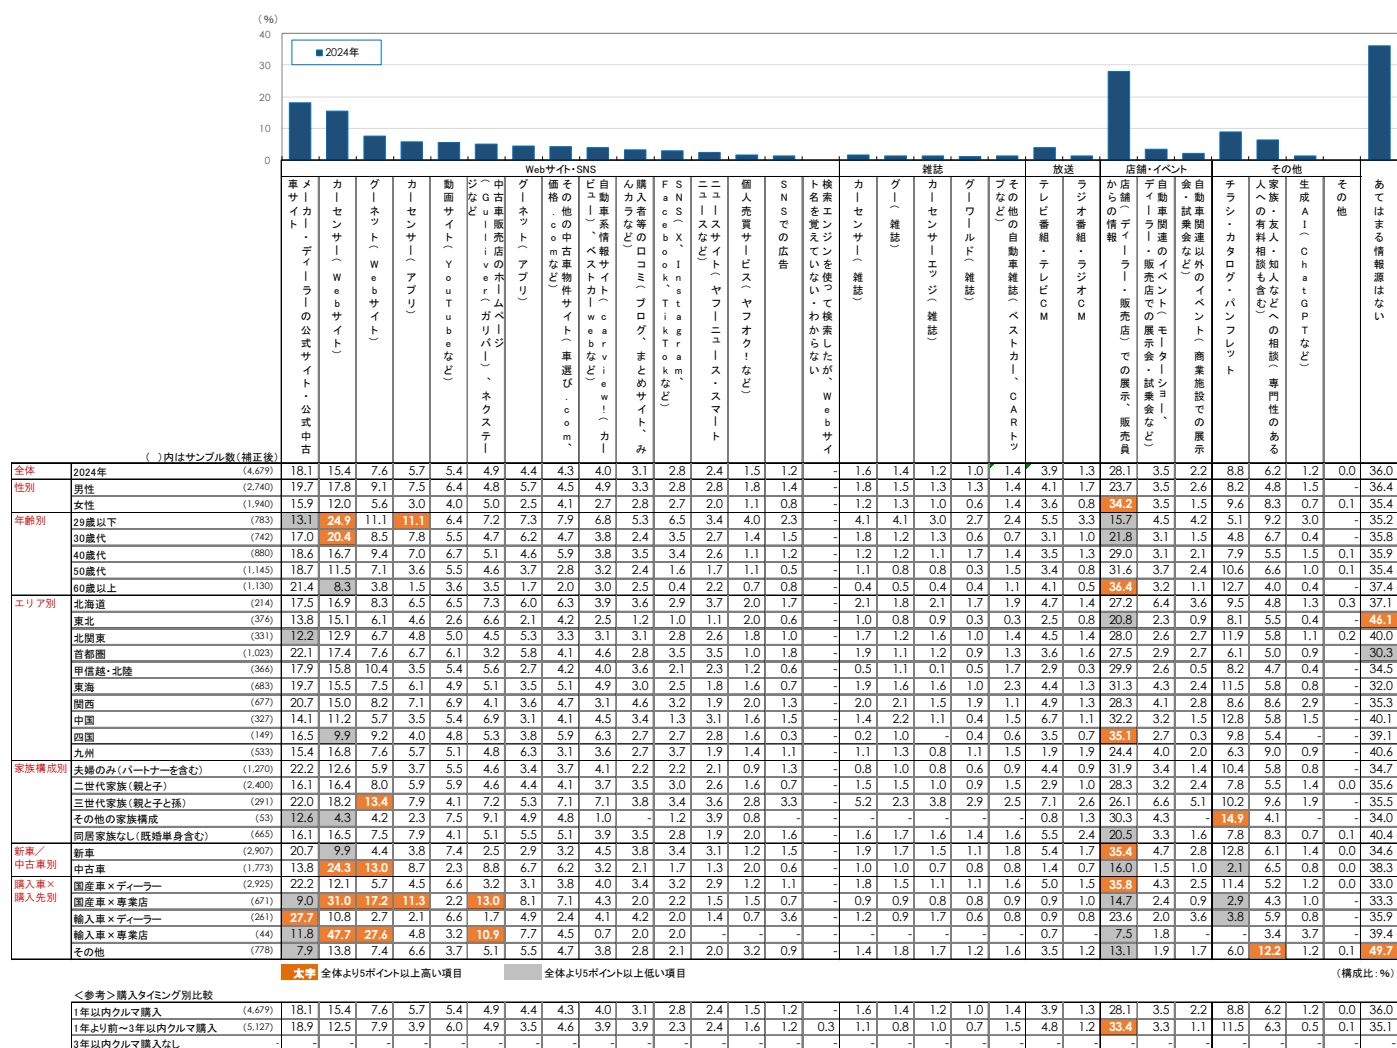 (%)
40
30
20
10
0
2024年
Webサイト・SNS 雑誌 放送 店舗・イベント その他
メーカー・ディーラーの公式サイト・公式中古車サイト
カーセンサー(Webサイト)
グーネット(Webサイト)
カーセンサー(アプリ)
動画サイト(YouTubeなど)
中古車販売店のホームページ(Gulliver(ガリバー)、ネクステージなど
グーネット(アプリ)
その他の中古車物件サイト(車選び.com、価格.comなど)
自動車系情報サイト(carview!(カービュー)、ベストカーwebなど)
購入者等の口コミ(ブログ、まとめサイト、みんカラなど)
SNS(X、Instagram、Facebook、TikTokなど)
ニュースサイト(ヤフーニュース・スマートニュースなど)
個人売買サービス(ヤフオク!など)
SNSでの広告
検索エンジンを使って検索したが、Webサイト名を覚えていない・わからない
カーセンサー(雑誌)
グー(雑誌)
カーセンサーエッジ(雑誌)
グーワールド(雑誌)
その他の自動車雑誌(ベストカー、CARトップなど)
テレビ番組・テレビCM
ラジオ番組・ラジオCM
店舗(ディーラー・販売店)での展示、販売員からの情報
自動車関連のイベント(モーターショー、ディーラー・販売店での展示会・試乗会など)
自動車関連以外のイベント(商業施設での展示会・試乗会など)
チラシ・カタログ・パンフレット
家族・友人・知人などへの相談(専門性のある人への有料相談も含む)
生成AI(ChatGPTなど)
その他
あてはまる情報源はない
( )内はサンプル数(補正後)
全体 2024年 (4,679) 18.1 15.4 7.6 5.7 5.4 4.9 4.4 4.3 4.0 3.1 2.8 2.4 1.5 1.2 - 1.6 1.4 1.2 1.0 1.4 3.9 1.3 28.1 3.5 2.2 8.8 6.2 1.2 0.0 36.0
性別 男性 (2,740) 19.7 17.8 9.1 7.5 6.4 4.8 5.7 4.5 4.9 3.3 2.8 2.8 1.8 1.4 - 1.8 1.5 1.3 1.3 1.4 4.1 1.7 23.7 3.5 2.6 8.2 4.8 1.5 - 36.4
女性 (1,940) 15.9 12.0 5.6 3.0 4.0 5.0 2.5 4.1 2.7 2.8 2.7 2.0 1.1 0.8 - 1.2 1.3 1.0 0.6 1.4 3.6 0.8 34.2 3.5 1.5 9.6 8.3 0.7 0.1 35.4
年齢別 29歳以下 (783) 13.1 24.9 11.1 11.1 6.4 7.2 7.3 7.9 6.8 5.3 6.5 3.4 4.0 2.3 - 4.1 4.1 3.0 2.7 2.4 5.5 3.3 15.7 4.5 4.2 5.1 9.2 3.0 - 35.2
30歳代 (742) 17.0 20.4 8.5 7.8 5.5 4.7 6.2 4.7 3.8 2.4 3.5 2.7 1.4 1.5 - 1.8 1.2 1.3 0.6 0.7 3.1 1.0 21.8 3.1 1.5 4.8 6.7 0.4 - 35.8
40歳代 (880) 18.6 16.7 9.4 7.0 6.7 5.1 4.6 5.9 3.8 3.5 3.4 2.6 1.1 1.2 - 1.2 1.2 1.1 1.7 1.4 3.5 1.3 29.0 3.1 2.1 7.9 5.5 1.5 0.1 35.9
50歳代 (1,145) 18.7 11.5 7.1 3.6 5.5 4.6 3.7 2.8 3.2 2.4 1.6 1.7 1.1 0.5 - 1.1 0.8 0.8 0.3 1.5 3.4 0.8 31.6 3.7 2.4 10.6 6.6 1.0 0.1 35.4
60歳以上 (1,130) 21.4 8.3 3.8 1.5 3.6 3.5 1.7 2.0 3.0 2.5 0.4 2.2 0.7 0.8 - 0.4 0.5 0.4 0.4 1.1 4.1 0.5 36.4 3.2 1.1 12.7 4.0 0.4 - 37.4
エリア別 北海道 (214) 17.5 16.9 8.3 6.5 6.5 7.3 6.0 6.3 3.9 3.6 2.9 3.7 2.0 1.7 - 2.1 1.8 2.1 1.7 1.9 4.7 1.4 27.2 6.4 3.6 9.5 4.8 1.3 0.3 37.1
東北 (376) 13.8 15.1 6.1 4.6 2.6 6.6 2.1 4.2 2.5 1.2 1.0 1.1 2.0 0.6 - 1.0 0.8 0.9 0.3 0.3 2.5 0.8 20.8 2.3 0.9 8.1 5.5 0.4 - 46.1
北関東 (331) 12.2 12.9 6.7 4.8 5.0 4.5 5.3 3.3 3.1 3.1 2.8 2.6 1.8 1.0 - 1.7 1.2 1.6 1.0 1.4 4.5 1.4 28.0 2.6 2.7 11.9 5.8 1.1 0.2 40.0
首都圏 (1,023) 22.1 17.4 7.6 6.7 6.1 3.2 5.8 4.1 4.6 2.8 3.5 3.5 1.0 1.8 - 1.9 1.1 1.2 0.9 1.3 3.6 1.6 27.5 2.9 2.7 6.1 5.0 0.9 - 30.3
甲信越・北陸 (366) 17.9 15.8 10.4 3.5 5.4 5.6 2.7 4.2 4.0 3.6 2.1 2.3 1.2 0.6 - 0.5 1.1 0.1 0.5 1.7 2.9 0.3 29.9 2.6 0.5 8.2 4.7 0.4 - 34.5
東海 (683) 19.7 15.5 7.5 6.1 4.9 5.1 3.5 5.1 4.9 3.0 2.5 1.8 1.6 0.7 - 1.9 1.6 1.6 1.0 2.3 4.4 1.3 31.3 4.3 2.4 11.5 5.8 0.8 - 32.0
関西 (677) 20.7 15.0 8.2 7.1 6.9 4.1 3.6 4.7 3.1 4.6 3.2 1.9 2.0 1.3 - 2.0 2.1 1.5 1.9 1.1 4.9 1.3 28.3 4.1 2.8 8.6 8.6 2.9 - 35.3
中国 (327) 14.1 11.2 5.7 3.5 5.4 6.9 3.1 4.1 4.5 3.4 1.3 3.1 1.6 1.5 - 1.4 2.2 1.1 0.4 1.5 6.7 1.1 32.2 3.2 1.5 12.8 5.8 1.5 - 40.1
四国 (149) 16.5 9.9 9.2 4.0 4.8 5.3 3.8 5.9 6.3 2.7 2.7 2.8 1.6 0.3 - 0.2 1.0 - 0.4 0.6 3.5 0.7 35.1 2.7 0.3 9.8 5.4 - - 39.1
九州 (533) 15.4 16.8 7.6 5.7 5.1 4.8 6.3 3.1 3.6 2.7 3.7 1.9 1.4 1.1 - 1.1 1.3 0.8 1.1 1.5 1.9 1.9 24.4 4.0 2.0 6.3 9.0 0.9 - 40.6
家族構成別 夫婦のみ(パートナーを含む) (1,270) 22.2 12.6 5.9 3.7 5.5 4.6 3.4 3.7 4.1 2.2 2.2 2.1 0.9 1.3 - 0.8 1.0 0.8 0.6 0.9 4.4 0.9 31.9 3.4 1.4 10.4 5.8 0.8 - 34.7
二世代家族(親と子) (2,400) 16.1 16.4 8.0 5.9 5.9 4.6 4.4 4.1 3.7 3.5 3.0 2.6 1.6 0.7 - 1.5 1.5 1.0 0.9 1.5 2.9 1.0 28.3 3.2 2.4 7.8 5.5 1.4 0.0 35.6
三世代家族(親と子と孫) (291) 22.0 18.2 13.4 7.9 4.1 7.2 5.3 7.1 7.1 3.8 3.4 3.6 2.8 3.3 - 5.2 2.3 3.8 2.9 2.5 7.1 2.6 26.1 6.6 5.1 10.2 9.6 1.9 - 35.5
その他の家族構成 (53) 12.6 4.3 4.2 2.3 7.5 9.1 4.9 4.8 1.0 - 1.2 3.9 0.8 - - - - - - - 0.8 1.5 30.3 4.3 - 14.9 4.1 - - 34.0
同居家族なし(既婚単身含む) (665) 16.1 16.5 7.5 7.9 4.1 5.1 5.5 5.1 3.9 3.5 2.8 1.9 2.0 1.6 - 1.6 1.7 1.6 1.4 1.6 5.5 2.4 20.5 3.3 1.6 7.8 8.3 0.7 0.1 40.4
新車/中古車別 新車 (2,907) 20.7 9.9 4.4 3.8 7.4 2.5 2.9 3.2 4.5 3.8 3.4 3.1 1.2 1.5 - 1.9 1.7 1.5 1.1 1.8 5.4 1.7 35.4 4.7 2.8 12.8 6.1 1.4 0.0 34.6
中古車 (1,773) 13.8 24.3 13.0 8.7 2.3 8.8 6.7 6.2 3.2 2.1 1.7 1.3 2.0 0.6 - 1.0 1.0 0.7 0.8 0.8 1.4 0.7 16.0 1.5 1.0 2.1 6.5 0.8 0.0 38.3
購入車×購入先別 国産車×ディーラー (2,925) 22.2 12.1 5.7 4.5 6.6 3.2 3.1 3.8 4.0 3.4 3.2 2.9 1.2 1.1 - 1.8 1.5 1.1 1.1 1.6 5.0 1.5 35.8 4.3 2.5 11.4 5.2 1.2 0.0 33.0
国産車×専業店 (671) 9.0 31.0 17.2 11.3 2.2 13.0 8.1 7.1 4.3 2.0 2.2 1.5 1.5 0.7 - 0.9 0.9 0.8 0.8 0.8 0.9 1.0 14.7 2.4 0.9 2.9 4.3 1.0 - 33.3
輸入車×ディーラー (261) 27.7 10.8 2.7 2.1 6.6 1.7 4.9 2.4 4.1 4.2 2.0 1.4 0.7 3.6 - 1.2 0.9 1.7 0.6 0.8 0.9 0.8 23.6 2.0 3.6 3.8 5.9 0.8 - 35.9
輸入車×専業店 (44) 11.8 47.7 27.6 4.8 3.2 10.9 7.7 4.5 0.7 2.0 2.0 - - - - - - - - - 0.7 - 7.5 1.8 - - 3.4 3.7 - 39.4
その他 (778) 7.9 13.8 7.4 6.6 3.7 5.1 5.5 4.7 3.8 2.8 2.1 2.0 3.2 0.9 - 1.4 1.8 1.7 1.2 1.6 3.5 1.2 13.1 1.9 1.7 6.0 12.2 1.2 0.1 49.7
太字 全体より5ポイント以上高い項目 全体より5ポイント以上低い項目 (構成比:%)
<参考>購入タイミング別比較
1年以内クルマ購入 (4,679) 18.1 15.4 7.6 5.7 5.4 4.9 4.4 4.3 4.0 3.1 2.8 2.4 1.5 1.2 - 1.6 1.4 1.2 1.0 1.4 3.9 1.3 28.1 3.5 2.2 8.8 6.2 1.2 0.0 36.0
1年より前~3年以内クルマ購入 (5,127) 18.9 12.5 7.9 3.9 6.0 4.9 3.5 4.6 3.9 3.9 2.3 2.4 1.6 1.2 0.3 1.1 0.8 1.0 0.7 1.5 4.8 1.2 33.4 3.3 1.1 11.5 6.3 0.5 0.1 35.1
3年以内クルマ購入なし - - - - - - - - - - - - - - - - - - - - - - - - - - - - - - -